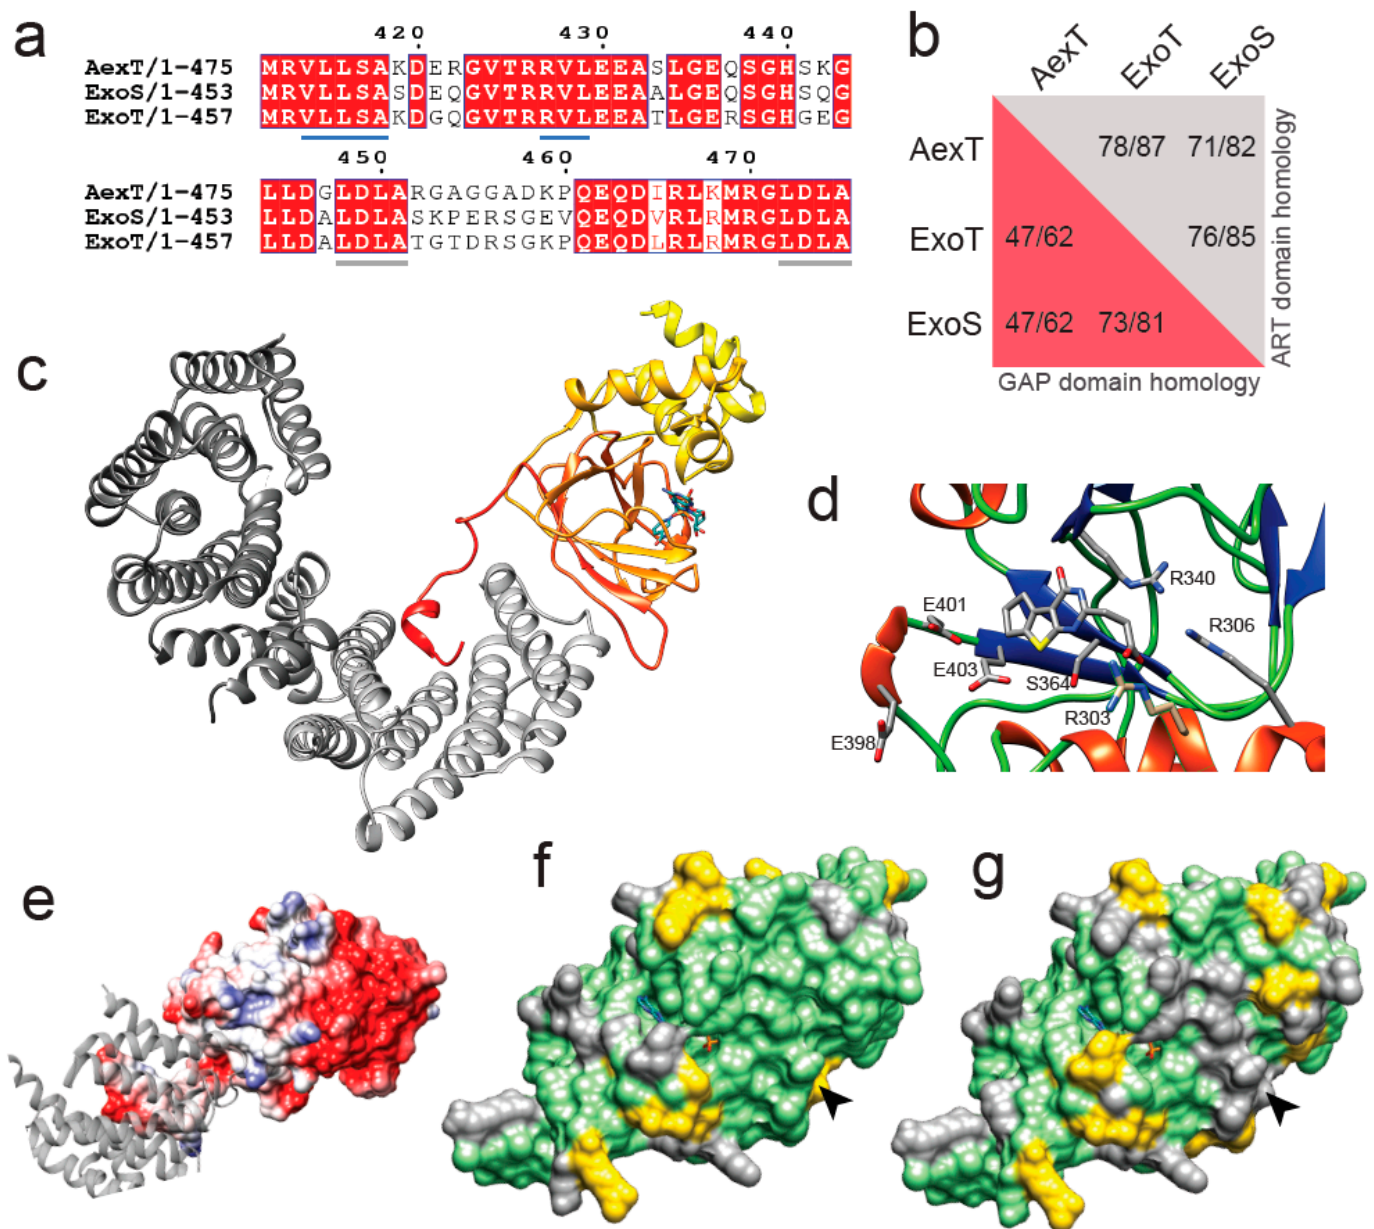 a
420 430 440
AexT/1-475 MRVLLSAKDERGVTRRVLEEASLGEQSGHSKG
ExoS/1-453 MRVLLSASDEQGVTRRVLEEAALGEQSGHSQG
ExoT/1-457 MRVLLSAKDGQGVTRRVLEEATLGERSGHGEG
450 460 470
AexT/1-475 LLDGLDLARGAGGADKPQEQDIRLKMRGLDLA
ExoS/1-453 LLDALDLASKPERSGEVQEQDVRLRMRGLDLA
ExoT/1-457 LLDALDLATGTDRSGKPQEQDLRLRMRGLDLA
b
AexT ExoT ExoS
AexT 78/87 71/82
ExoT 47/62 76/85
ExoS 47/62 73/81
GAP domain homology
ART domain homology
c
d
R340
E401
R306
E403
S364
R303
E398
e
f
g